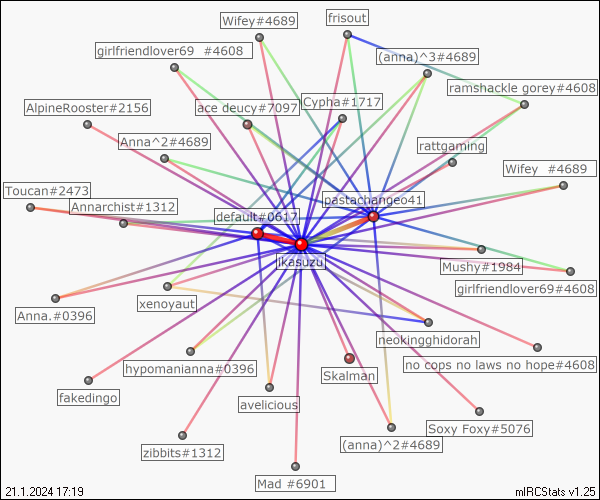 Wifey#4689
frisout
girlfriendlover69 #4608
(anna)^3#4689
ramshackle gorey#4608
AlpineRooster#2156
ace deucy#7097
Cypha#1717
Anna^2#4689
rattgaming
Wifey #4689
Toucan#2473
Annarchist#1312
default#0617
pastachangeo41
ikasuzu
Mushy#1984
girlfriendlover69#4608
Anna.#0396
xenoyaut
neokingghidorah
hypomanianna#0396
Skalman
no cops no laws no hope#4608
fakedingo
avelicious
Soxy Foxy#5076
(anna)^2#4689
zibbits#1312
Mad #6901
21.1.2024 17:19
mIRCStats v1.25